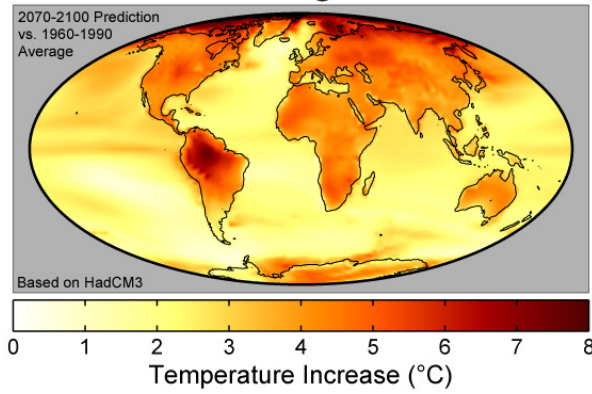 2070-2100 Prediction
vs. 1960-1990
Average
Based on HadCM3
0 1 2 3 4 5 6 7 8
Temperature Increase (°C)